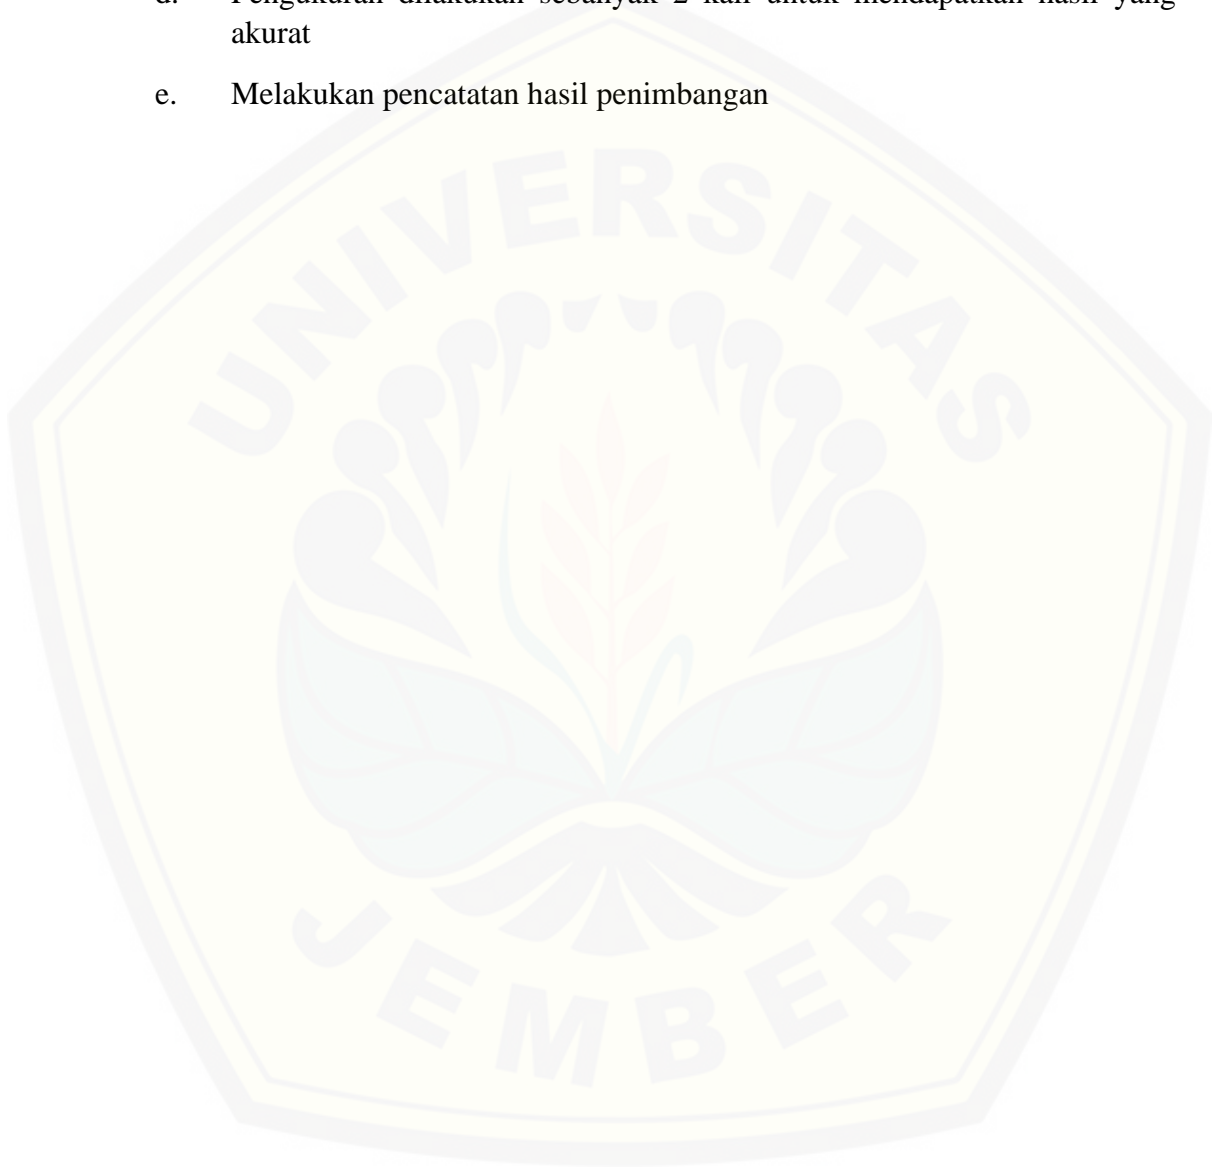 d. Pengukuran dilakukan sebanyak 2 kali untuk mendapatkan hasil yang
akurat
e. Melakukan pencatatan hasil penimbangan
UNIVERSITAS
JEMBER